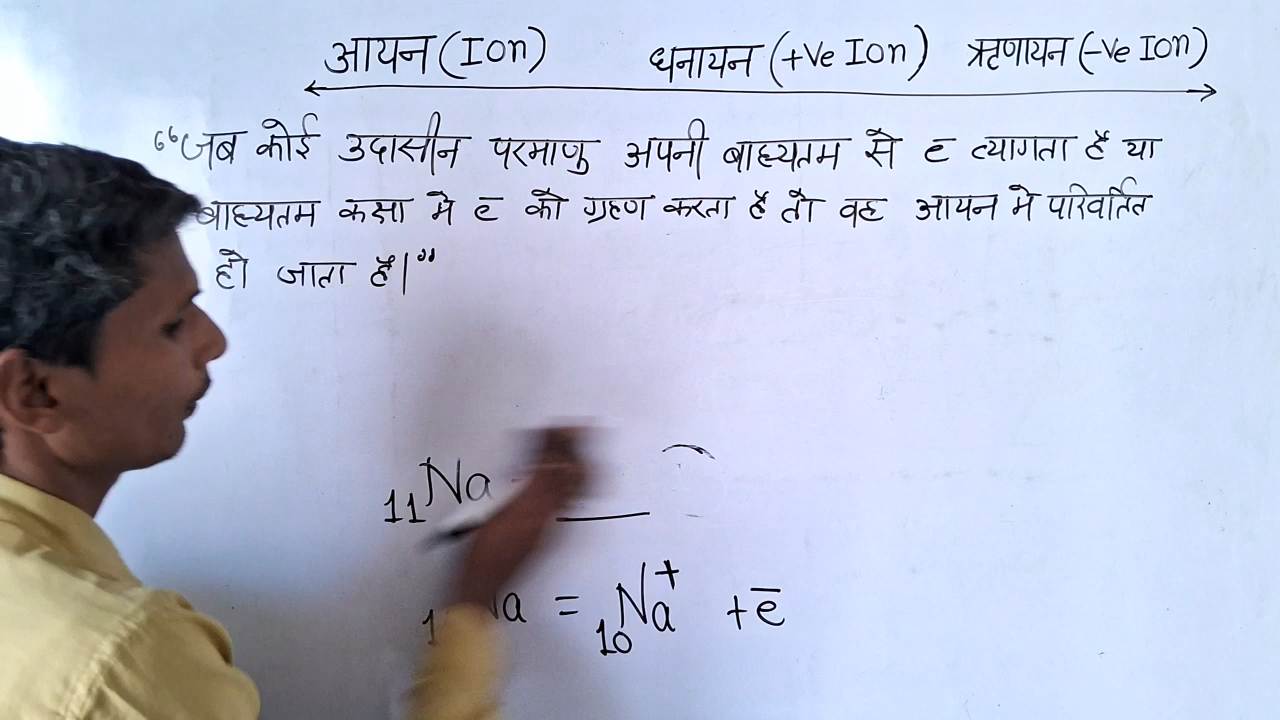 आयन (Ion) धनायन (+Ve Ion) ऋणायन (-Ve Ion)
“जब कोई उदासीन परमाणु अपनी बाह्यतम से e त्यागता है या
बाह्यतम कक्षा मे e को ग्रहण करता है तो वह आयन मे परिवर्तित
हो जाता है।”
₁₁Na
Na = ₁₀Na⁺ + e̅